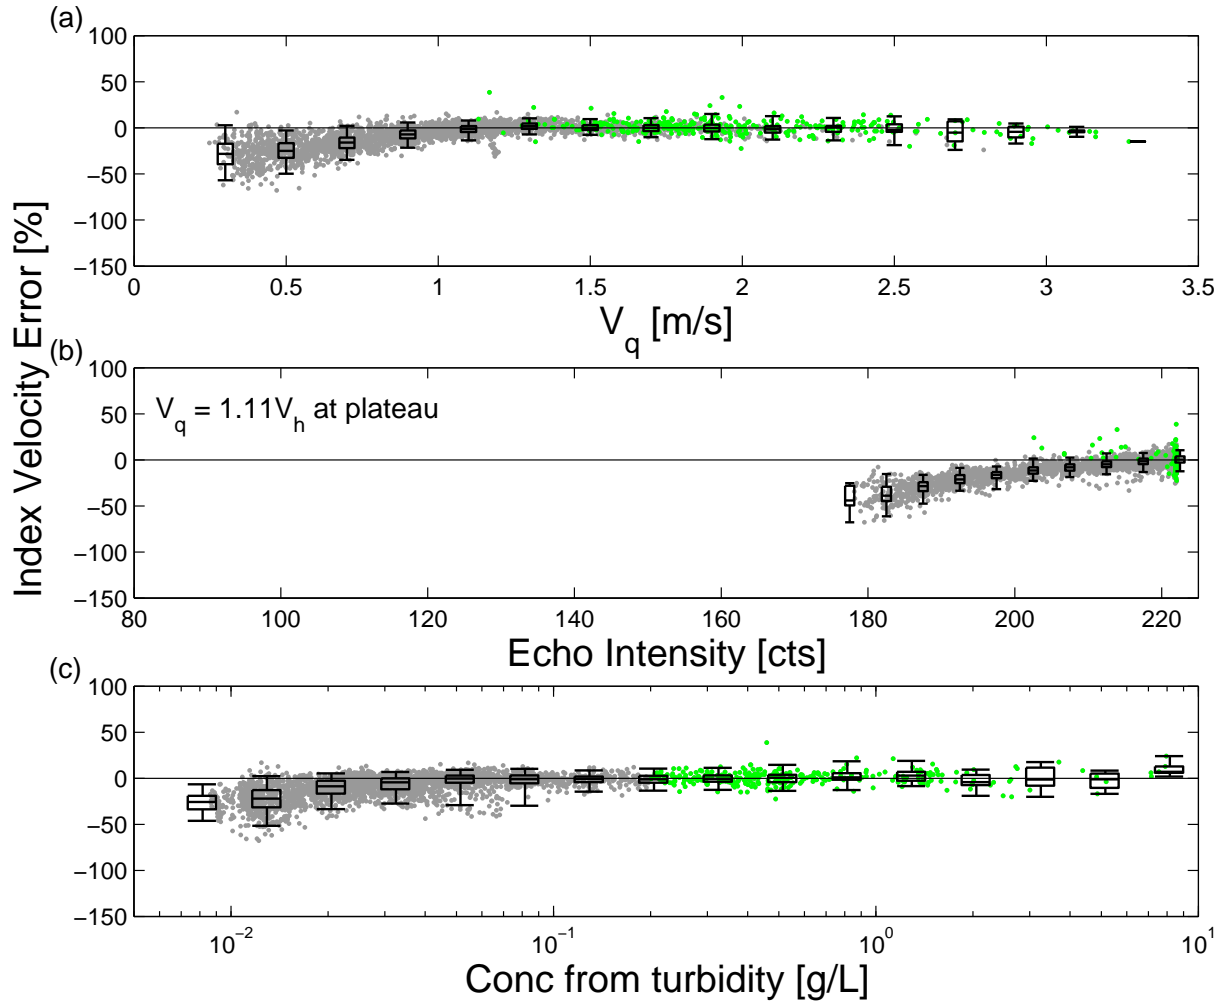 (a)
100
50
0
−50
−100
−150
0 0.5 1 1.5 2 2.5 3 3.5
V_q [m/s]
Index Velocity Error [%]
(b)
100
50
0
−50
−100
−150
V_q = 1.11V_h at plateau
80 100 120 140 160 180 200 220
Echo Intensity [cts]
(c)
100
50
0
−50
−100
−150
10^−2 10^−1 10^0 10^1
Conc from turbidity [g/L]